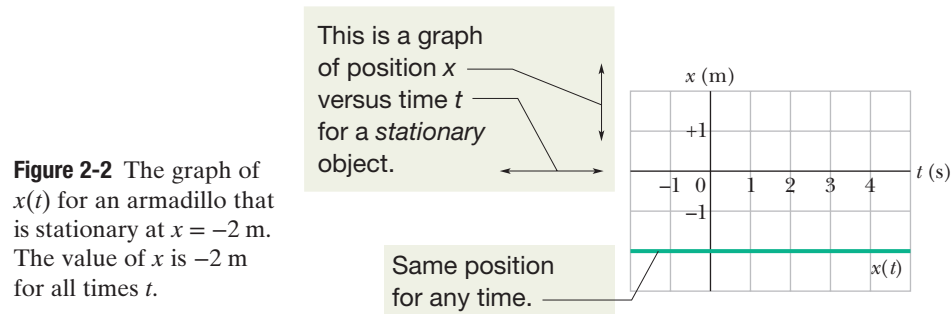 This is a graph
of position x
versus time t
for a stationary
object.
Figure 2-2 The graph of
x(t) for an armadillo that
is stationary at x = −2 m.
The value of x is −2 m
for all times t.
x (m)
+1
t (s)
−1 0 1 2 3 4
−1
x(t)
Same position
for any time.